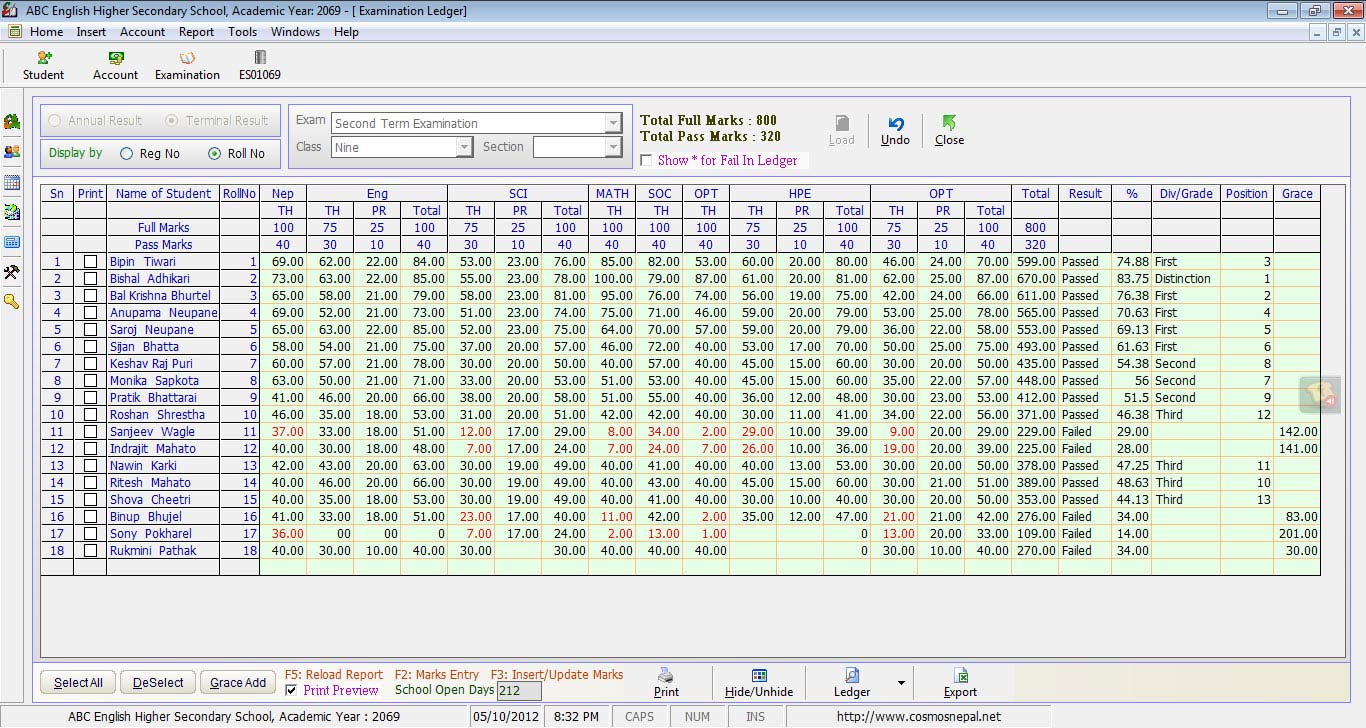 ABC English Higher Secondary School, Academic Year: 2069 - [ Examination Ledger]
Home Insert Account Report Tools Windows Help
Student Account Examination ES01069
Annual Result Terminal Result
Display by Reg No Roll No
Exam Second Term Examination
Class Nine Section
Total Full Marks : 800
Total Pass Marks : 320
Show * for Fail In Ledger
Load Undo Close
Sn Print Name of Student RollNo Nep Eng SCI MATH SOC OPT HPE OPT Total Result % Div/Grade Position Grace
TH TH PR Total TH PR Total TH TH TH TH PR Total TH PR Total
Full Marks 100 75 25 100 75 25 100 100 100 100 75 25 100 75 25 100 800
Pass Marks 40 30 10 40 30 10 40 40 40 40 30 10 40 30 10 40 320
1 Bipin Tiwari 1 69.00 62.00 22.00 84.00 53.00 23.00 76.00 85.00 82.00 53.00 60.00 20.00 80.00 46.00 24.00 70.00 599.00 Passed 74.88 First 3
2 Bishal Adhikari 2 73.00 63.00 22.00 85.00 55.00 23.00 78.00 100.00 79.00 87.00 61.00 20.00 81.00 62.00 25.00 87.00 670.00 Passed 83.75 Distinction 1
3 Bal Krishna Bhurtel 3 65.00 58.00 21.00 79.00 58.00 23.00 81.00 95.00 76.00 74.00 56.00 19.00 75.00 42.00 24.00 66.00 611.00 Passed 76.38 First 2
4 Anupama Neupane 4 69.00 52.00 21.00 73.00 51.00 23.00 74.00 75.00 71.00 46.00 59.00 20.00 79.00 53.00 25.00 78.00 565.00 Passed 70.63 First 4
5 Saroj Neupane 5 65.00 63.00 22.00 85.00 52.00 23.00 75.00 64.00 70.00 57.00 59.00 20.00 79.00 36.00 22.00 58.00 553.00 Passed 69.13 First 5
6 Sijan Bhatta 6 58.00 54.00 21.00 75.00 37.00 20.00 57.00 46.00 72.00 40.00 53.00 17.00 70.00 50.00 25.00 75.00 493.00 Passed 61.63 First 6
7 Keshav Raj Puri 7 60.00 57.00 21.00 78.00 30.00 20.00 50.00 40.00 57.00 40.00 45.00 15.00 60.00 30.00 20.00 50.00 435.00 Passed 54.38 Second 8
8 Monika Sapkota 8 63.00 50.00 21.00 71.00 33.00 20.00 53.00 51.00 53.00 40.00 45.00 15.00 60.00 35.00 22.00 57.00 448.00 Passed 56 Second 7
9 Pratik Bhattarai 9 41.00 46.00 20.00 66.00 38.00 20.00 58.00 51.00 55.00 40.00 36.00 12.00 48.00 30.00 23.00 53.00 412.00 Passed 51.5 Second 9
10 Roshan Shrestha 10 46.00 35.00 18.00 53.00 31.00 20.00 51.00 42.00 42.00 40.00 30.00 11.00 41.00 34.00 22.00 56.00 371.00 Passed 46.38 Third 12
11 Sanjeev Wagle 11 37.00 33.00 18.00 51.00 12.00 17.00 29.00 8.00 34.00 2.00 29.00 10.00 39.00 9.00 20.00 29.00 229.00 Failed 29.00 142.00
12 Indrajit Mahato 12 40.00 30.00 18.00 48.00 7.00 17.00 24.00 7.00 24.00 7.00 26.00 10.00 36.00 19.00 20.00 39.00 225.00 Failed 28.00 141.00
13 Nawin Karki 13 42.00 43.00 20.00 63.00 30.00 19.00 49.00 40.00 41.00 40.00 40.00 13.00 53.00 30.00 20.00 50.00 378.00 Passed 47.25 Third 11
14 Ritesh Mahato 14 40.00 46.00 20.00 66.00 30.00 19.00 49.00 40.00 43.00 40.00 45.00 15.00 60.00 30.00 21.00 51.00 389.00 Passed 48.63 Third 10
15 Shova Cheetri 15 40.00 35.00 18.00 53.00 30.00 19.00 49.00 40.00 41.00 40.00 30.00 10.00 40.00 30.00 20.00 50.00 353.00 Passed 44.13 Third 13
16 Binup Bhujel 16 41.00 33.00 18.00 51.00 23.00 17.00 40.00 11.00 42.00 2.00 35.00 12.00 47.00 21.00 21.00 42.00 276.00 Failed 34.00 83.00
17 Sony Pokharel 17 36.00 00 00 0 7.00 17.00 24.00 2.00 13.00 1.00 0 13.00 20.00 33.00 109.00 Failed 14.00 201.00
18 Rukmini Pathak 18 40.00 30.00 10.00 40.00 30.00 30.00 40.00 40.00 40.00 0 30.00 10.00 40.00 270.00 Failed 34.00 30.00
Select All DeSelect Grace Add
F5: Reload Report F2: Marks Entry F3: Insert/Update Marks
Print Preview School Open Days 212
Print Hide/Unhide Ledger Export
ABC English Higher Secondary School, Academic Year : 2069 05/10/2012 8:32 PM CAPS NUM INS http://www.cosmosnepal.net